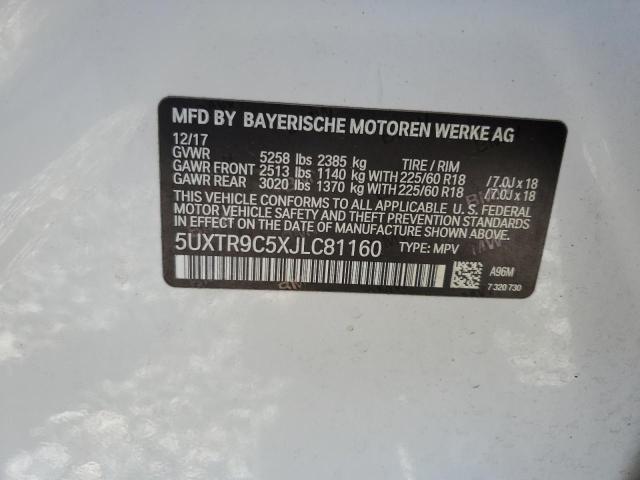 MFD BY BAYERISCHE MOTOREN WERKE AG
12/17
GVWR 5258 lbs 2385 kg TIRE / RIM
GAWR FRONT 2513 lbs 1140 kg WITH 225/60 R18 /7.0J x 18
GAWR REAR 3020 lbs 1370 kg WITH 225/60 R18 /7.0J x 18
THIS VEHICLE CONFORMS TO ALL APPLICABLE U. S. FEDERAL
MOTOR VEHICLE SAFETY, AND THEFT PREVENTION STANDARDS
IN EFFECT ON THE DATE OF MANUFACTURE SHOWN ABOVE.
5UXTR9C5XJLC81160 TYPE: MPV
A96M
7 320 730